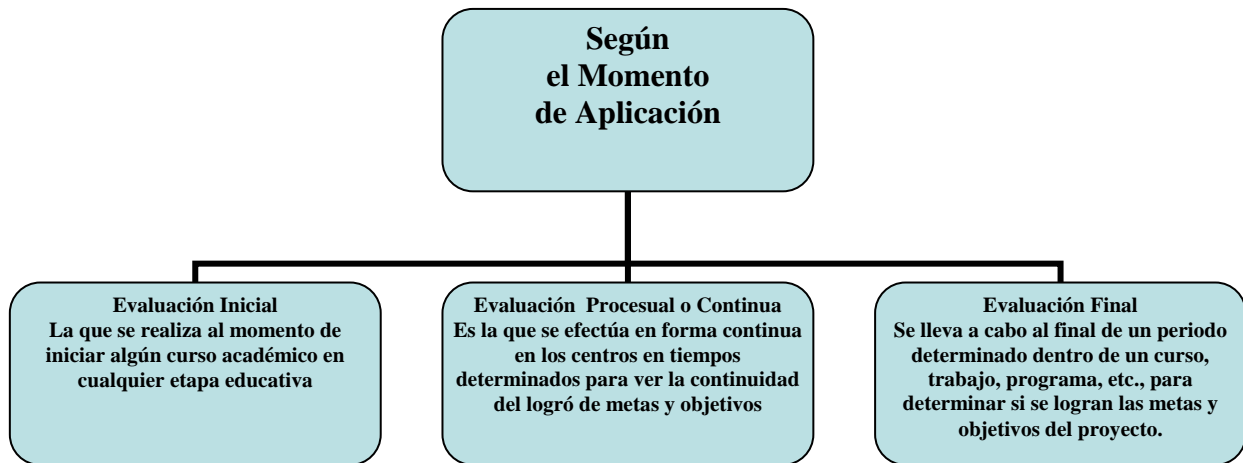 Según
el Momento
de Aplicación
Evaluación Inicial
La que se realiza al momento de
iniciar algún curso académico en
cualquier etapa educativa
Evaluación Procesual o Continua
Es la que se efectúa en forma continua
en los centros en tiempos
determinados para ver la continuidad
del logró de metas y objetivos
Evaluación Final
Se lleva a cabo al final de un periodo
determinado dentro de un curso,
trabajo, programa, etc., para
determinar si se logran las metas y
objetivos del proyecto.